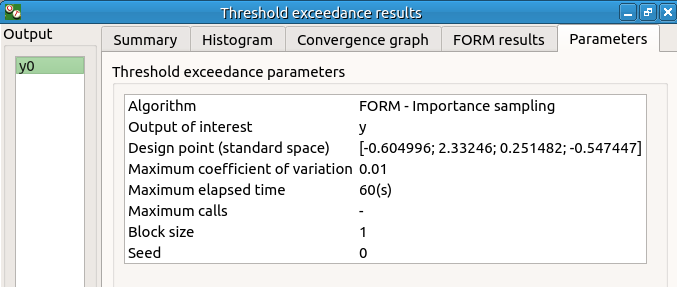 Threshold exceedance results
Output
Summary Histogram Convergence graph FORM results Parameters
y0
Threshold exceedance parameters
Algorithm FORM - Importance sampling
Output of interest y
Design point (standard space) [-0.604996; 2.33246; 0.251482; -0.547447]
Maximum coefficient of variation 0.01
Maximum elapsed time 60(s)
Maximum calls -
Block size 1
Seed 0